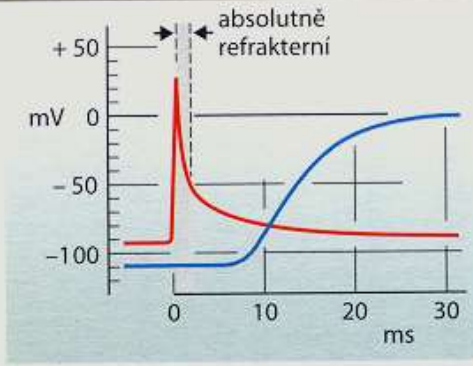 absolutně
refrakterní
+ 50
mV 0
– 50
–100
0 10 20 30
ms